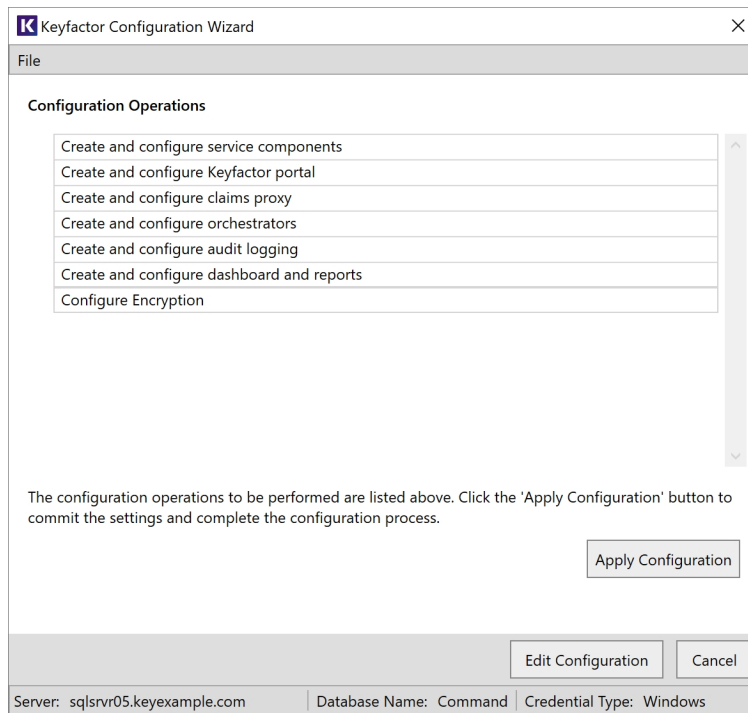 K Keyfactor Configuration Wizard
File
Configuration Operations
Create and configure service components
Create and configure Keyfactor portal
Create and configure claims proxy
Create and configure orchestrators
Create and configure audit logging
Create and configure dashboard and reports
Configure Encryption
The configuration operations to be performed are listed above. Click the 'Apply Configuration' button to
commit the settings and complete the configuration process.
Apply Configuration
Edit Configuration Cancel
Server: sqlsrvr05.keyexample.com Database Name: Command Credential Type: Windows